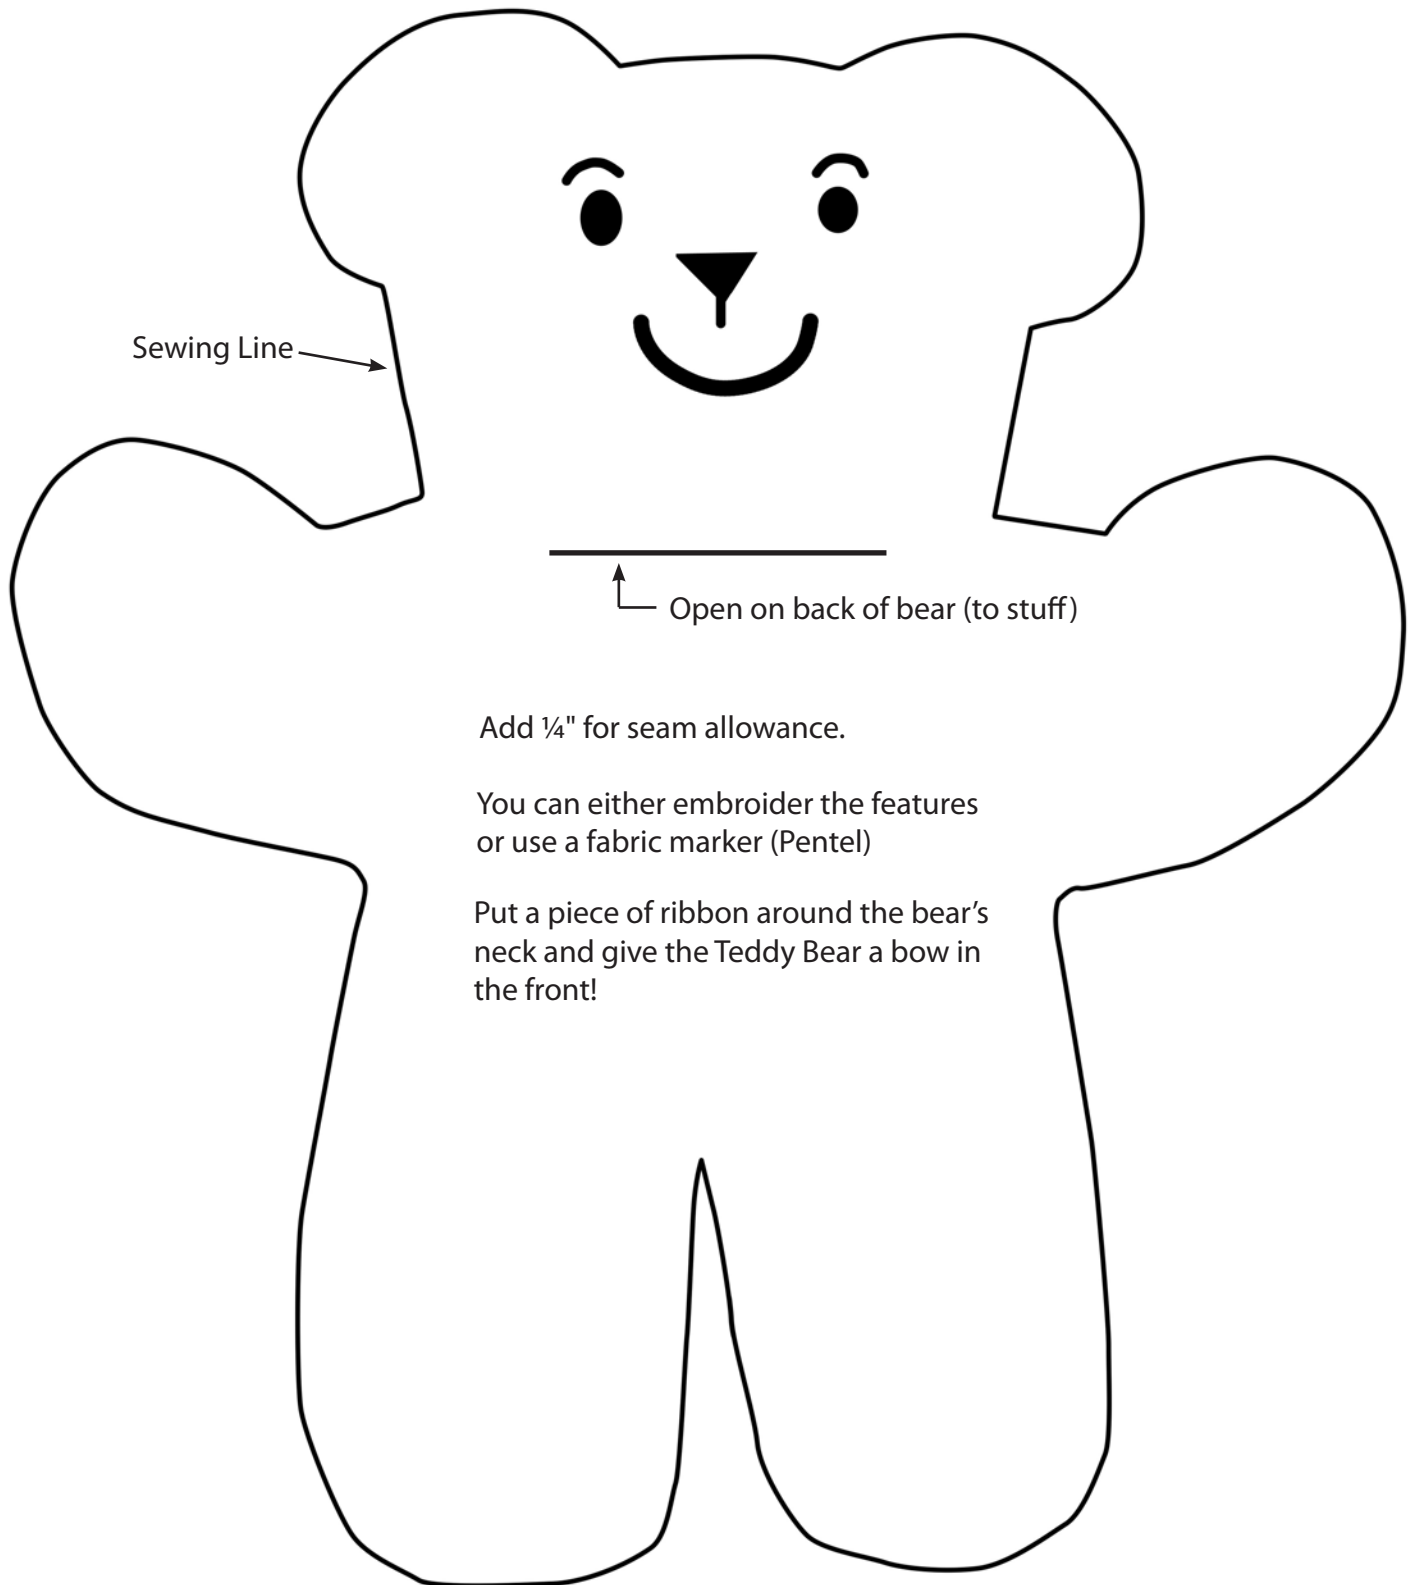 Sewing Line
Open on back of bear (to stuff)
Add ¼" for seam allowance.
You can either embroider the features
or use a fabric marker (Pentel)
Put a piece of ribbon around the bear’s
neck and give the Teddy Bear a bow in
the front!